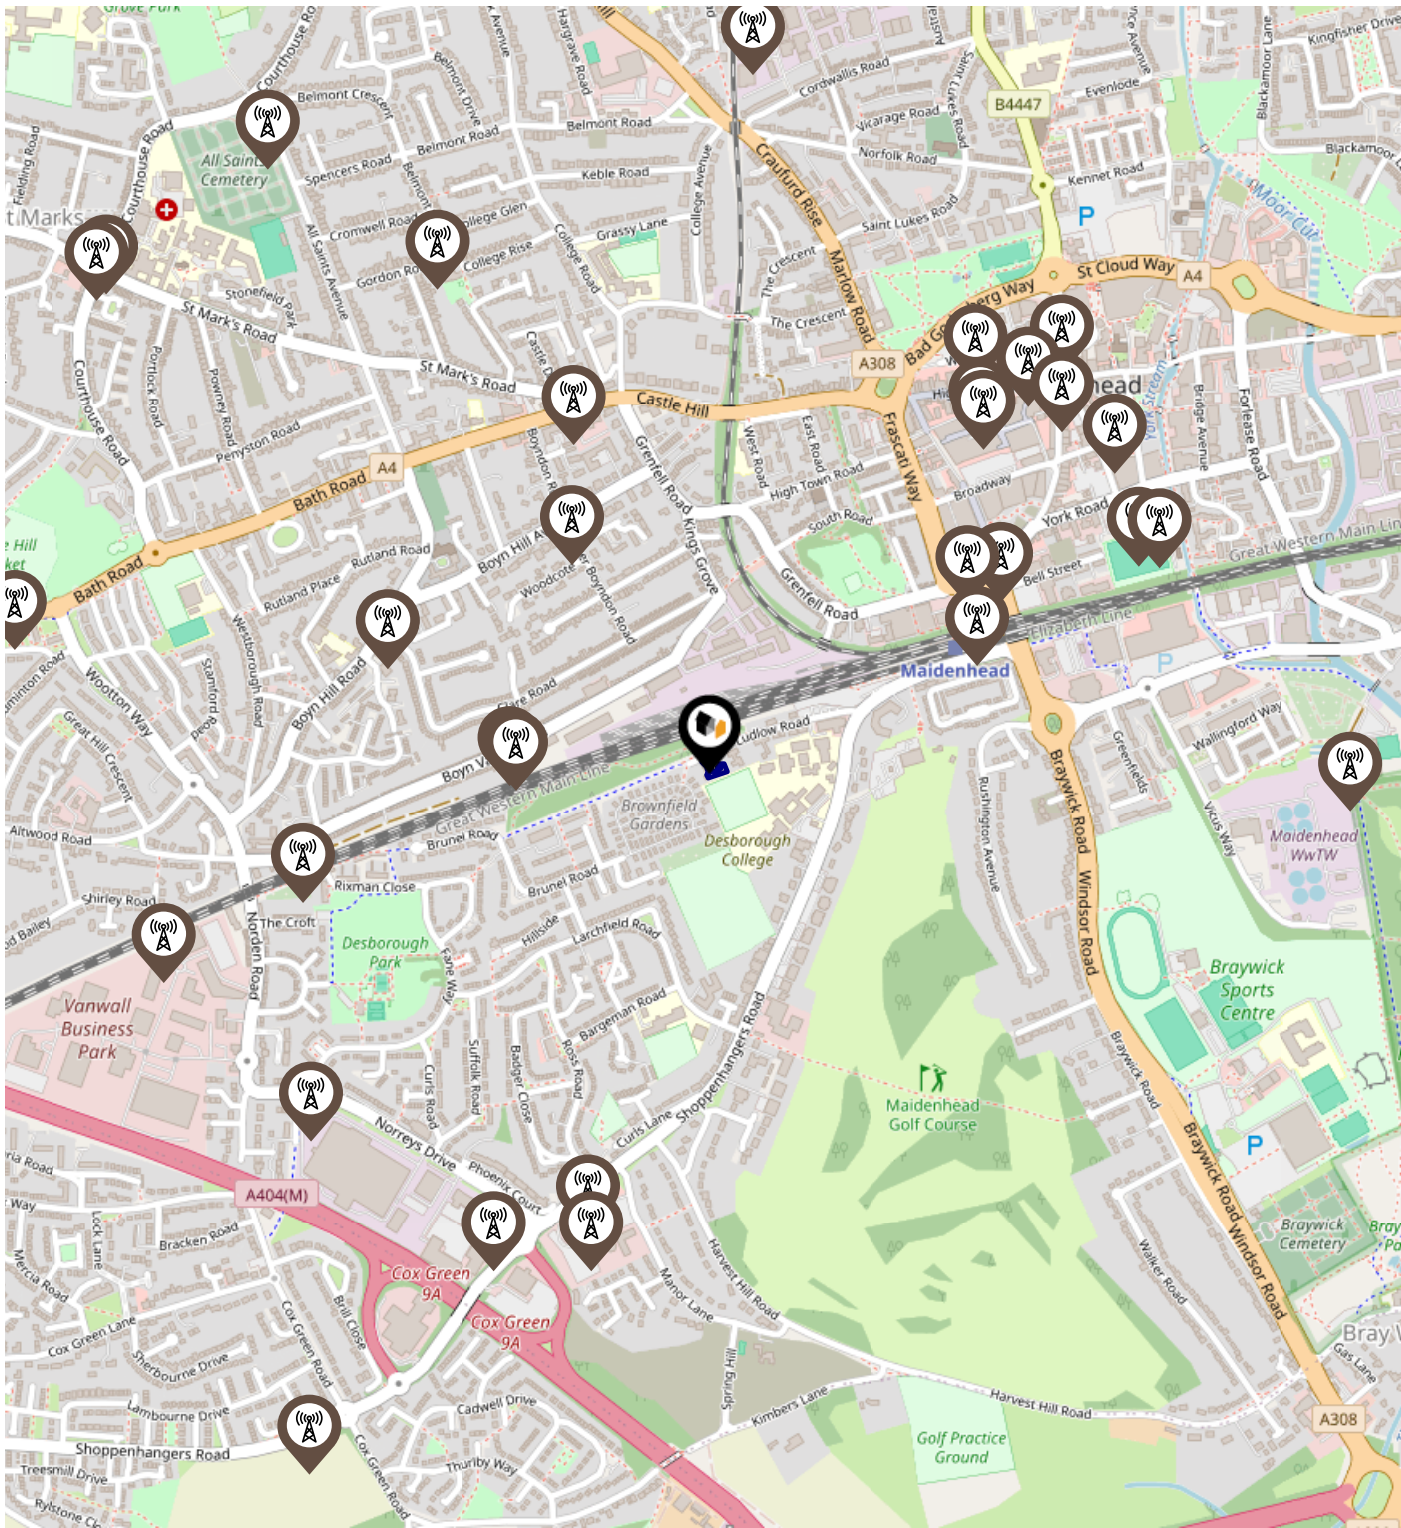 Grove Park
Courthouse Road
Belmont Crescent
Belmont Drive
Hargrave Road
Cordwallis Road
Saint Lukes Road
B4447
Evenlode
Blackamoor Lane
Kingfisher Drive
Fielding Road
Courthouse Road
All Saints
Cemetery
Spencers Road
Belmont Road
Belmont Road
Keble Road
College Avenue
Craufurd Rise
Vicarage Road
Norfolk Road
Kennet Road
Blackamoor
t Marks
Cromwell Road
College Glen
Grassy Lane
Saint Lukes Road
P
Moor Cut
All Saints Avenue
Gordon Ro
College Rise
College Road
The Crescent
Marlow Road
St Cloud Way
A4
Stonefield Park
St Mark's Road
The Crescent
Bad Go
berg Way
A308
Courthouse Road
Portlock Road
Powney Road
St Mark's Road
Castle D
Castle Hill
head
York Stream
Bridge Avenue
Forlease Road
Penyston Road
A4
Bath Road
Boyndon R
Grenfell Road
West Road
East Road
High Town Road
Frascati Way
Broadway
South Road
York Road
Great Western Main Lin
e Hill
Bath Road
Rutland Road
Rutland Place
Boyn Hill A
Woodcote
er Boyndon Road
Kings Grove
Grenfell Road
Bell Street
Elizabeth Line
Maidenhead
P
Westborough Road
Stamford
Road
Wootton Way
Great Hill Crescent
Boyn Hill Road
Clare Road
Boyn V
Great Western Main Line
Ludlow Road
Brownfield
Gardens
Desborough
College
Wallingford Way
Greenfields
Vicus Way
Maidenhead
WwTW
Rushington Avenue
Braywick Road
Windsor Road
Altwood Road
Brunel Road
Brunel Road
Rixman Close
Shirley Road
The Croft
Norden Road
Desborough
Park
Fane Way
Hillside
Larchfield Road
Bargeman Road
Vanwall
Business
Park
Braywick
Sports
Centre
Suffolk Road
Curls Road
Badger Close
Ross Road
Shoppenhangers Road
Curls Lane
Maidenhead
Golf Course
Braywick Road
P
Norreys Drive
Phoenix Court
A404(M)
Way
Lock Lane
Bracken Road
Mercia Road
Cox Green
9A
Cox Green
9A
Cox Green Lane
Sherbourne Drive
Brill Close
Cox Green Road
Manor Lane
Harvest Hill Road
Spring Hill
Kimbers Lane
Harvest Hill Road
Walker Road
Braywick Road
Windsor Road
Braywick
Cemetery
Gas Lane
A308
Lambourne Drive
Shoppenhangers Road
Treesmill Drive
Cadwell Drive
Thurlby Way
Cox Green Road
Golf Practice
Ground